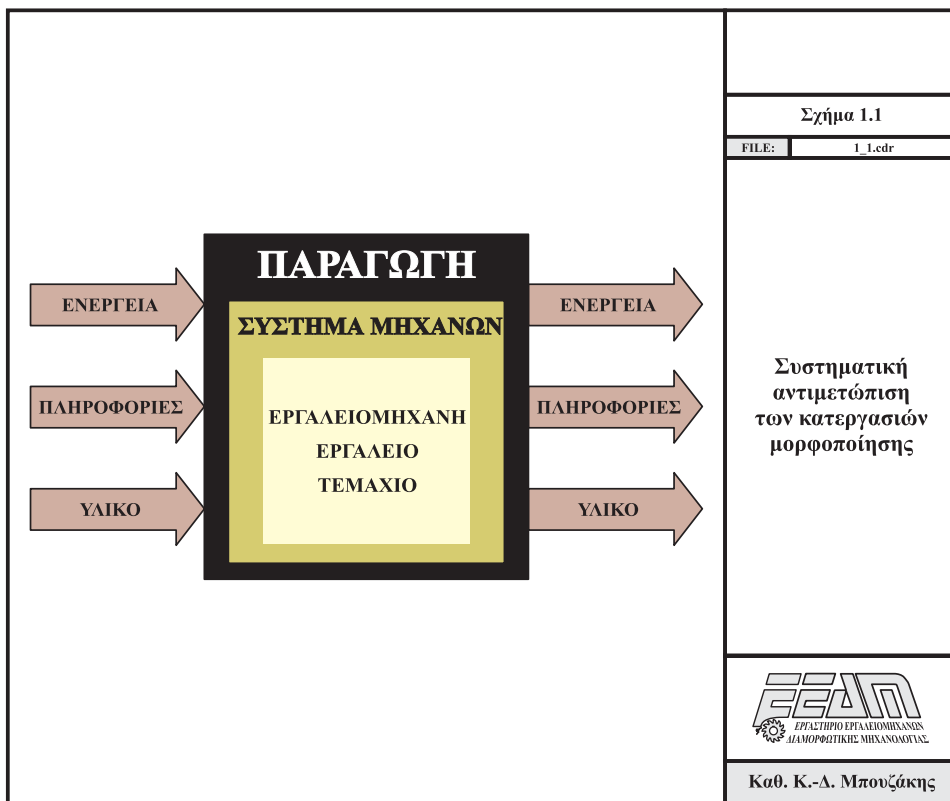 Σχήμα 1.1
FILE: 1_1.cdr
ΠΑΡΑΓΩΓΗ
ΣΥΣΤΗΜΑ ΜΗΧΑΝΩΝ
ΕΡΓΑΛΕΙΟΜΗΧΑΝΗ
ΕΡΓΑΛΕΙΟ
ΤΕΜΑΧΙΟ
ΕΝΕΡΓΕΙΑ
ΠΛΗΡΟΦΟΡΙΕΣ
ΥΛΙΚΟ
ΕΝΕΡΓΕΙΑ
ΠΛΗΡΟΦΟΡΙΕΣ
ΥΛΙΚΟ
Συστηματική
αντιμετώπιση
των κατεργασιών
μορφοποίησης
ΕΕΔΜ
ΕΡΓΑΣΤΗΡΙΟ ΕΡΓΑΛΕΙΟΜΗΧΑΝΩΝ
ΔΙΑΜΟΡΦΩΤΙΚΗΣ ΜΗΧΑΝΟΛΟΓΙΑΣ
Καθ. Κ.-Δ. Μπουζάκης